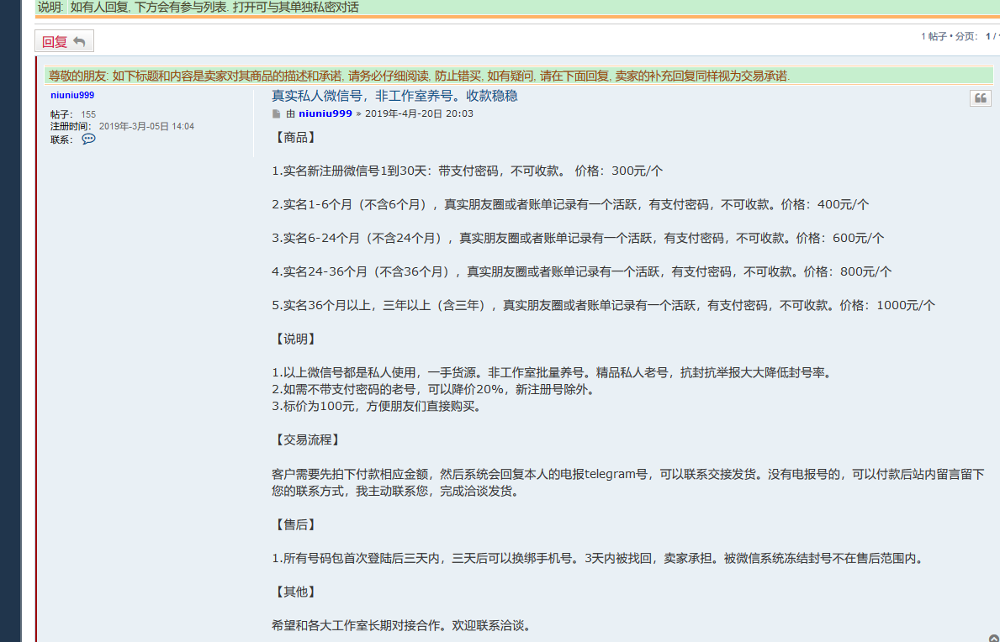 说明: 如有人回复, 下方会有参与列表. 打开可与其单独私密对话
回复
1 帖子 • 分页: 1 /
尊敬的朋友: 如下标题和内容是卖家对其商品的描述和承诺, 请务必仔细阅读, 防止错买, 如有疑问, 请在下面回复, 卖家的补充回复同样视为交易承诺.
niuniu999
帖子: 155
注册时间: 2019年-3月-05日 14:04
联系:
真实私人微信号，非工作室养号。收款稳稳
由 niuniu999 » 2019年-4月-20日 20:03
【商品】
1.实名新注册微信号1到30天：带支付密码，不可收款。 价格：300元/个
2.实名1-6个月（不含6个月），真实朋友圈或者账单记录有一个活跃，有支付密码，不可收款。价格：400元/个
3.实名6-24个月（不含24个月），真实朋友圈或者账单记录有一个活跃，有支付密码，不可收款。价格：600元/个
4.实名24-36个月（不含36个月），真实朋友圈或者账单记录有一个活跃，有支付密码，不可收款。价格：800元/个
5.实名36个月以上，三年以上（含三年），真实朋友圈或者账单记录有一个活跃，有支付密码，不可收款。价格：1000元/个
【说明】
1.以上微信号都是私人使用，一手货源。非工作室批量养号。精品私人老号，抗封抗举报大大降低封号率。
2.如需不带支付密码的老号，可以降价20%，新注册号除外。
3.标价为100元，方便朋友们直接购买。
【交易流程】
客户需要先拍下付款相应金额，然后系统会回复本人的电报telegram号，可以联系交接发货。没有电报号的，可以付款后站内留言留下
您的联系方式，我主动联系您，完成洽谈发货。
【售后】
1.所有号码包首次登陆后三天内，三天后可以换绑手机号。3天内被找回，卖家承担。被微信系统冻结封号不在售后范围内。
【其他】
希望和各大工作室长期对接合作。欢迎联系洽谈。